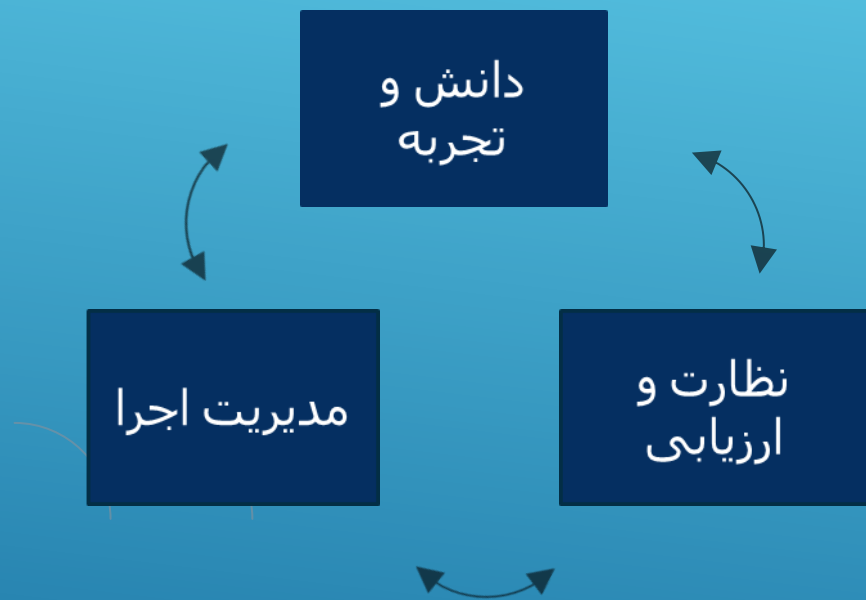 دانش و
تجربه
مدیریت اجرا
نظارت و
ارزیابی